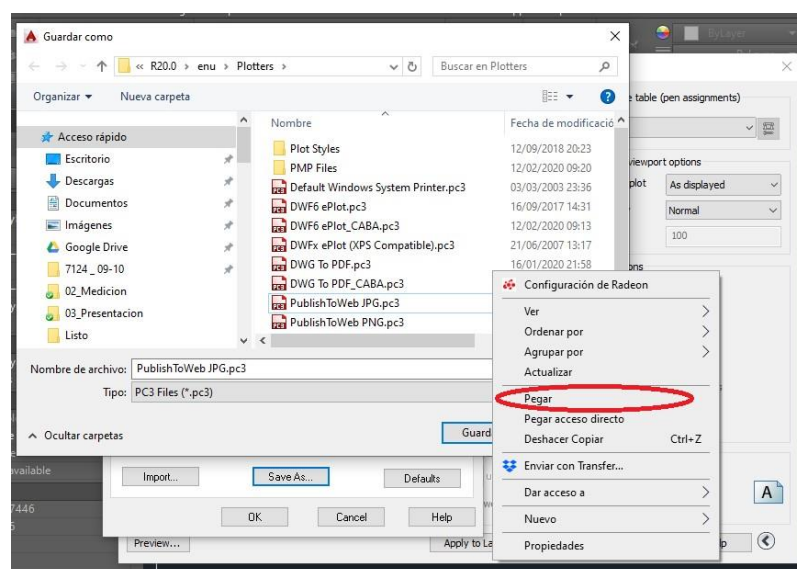 ByLayer
Guardar como
« R20.0 > enu > Plotters >
Buscar en Plotters
Organizar
Nueva carpeta
e table (pen assignments)
Nombre
Fecha de modificació
Acceso rápido
Escritorio
Descargas
Documentos
Imágenes
Google Drive
7124 _ 09-10
02_Medicion
03_Presentacion
Listo
Plot Styles 12/09/2018 20:23
PMP Files 12/02/2020 09:20
Default Windows System Printer.pc3 03/03/2003 23:36
DWF6 ePlot.pc3 16/09/2017 14:31
DWF6 ePlot_CABA.pc3 12/02/2020 09:13
DWFx ePlot (XPS Compatible).pc3 21/06/2007 13:17
DWG To PDF.pc3 16/01/2020 21:58
DWG To PDF_CABA.pc3
PublishToWeb JPG.pc3
PublishToWeb PNG.pc3
viewport options
plot As displayed
Normal
100
ons
Nombre de archivo: PublishToWeb JPG.pc3
Tipo: PC3 Files (*.pc3)
Ocultar carpetas
Guard
Configuración de Radeon
Ver
Ordenar por
Agrupar por
Actualizar
Pegar
Pegar acceso directo
Deshacer Copiar Ctrl+Z
Enviar con Transfer...
Dar acceso a
Nuevo
Propiedades
available
7446
Import...
Save As...
Defaults
OK
Cancel
Help
Preview...
Apply to La
A